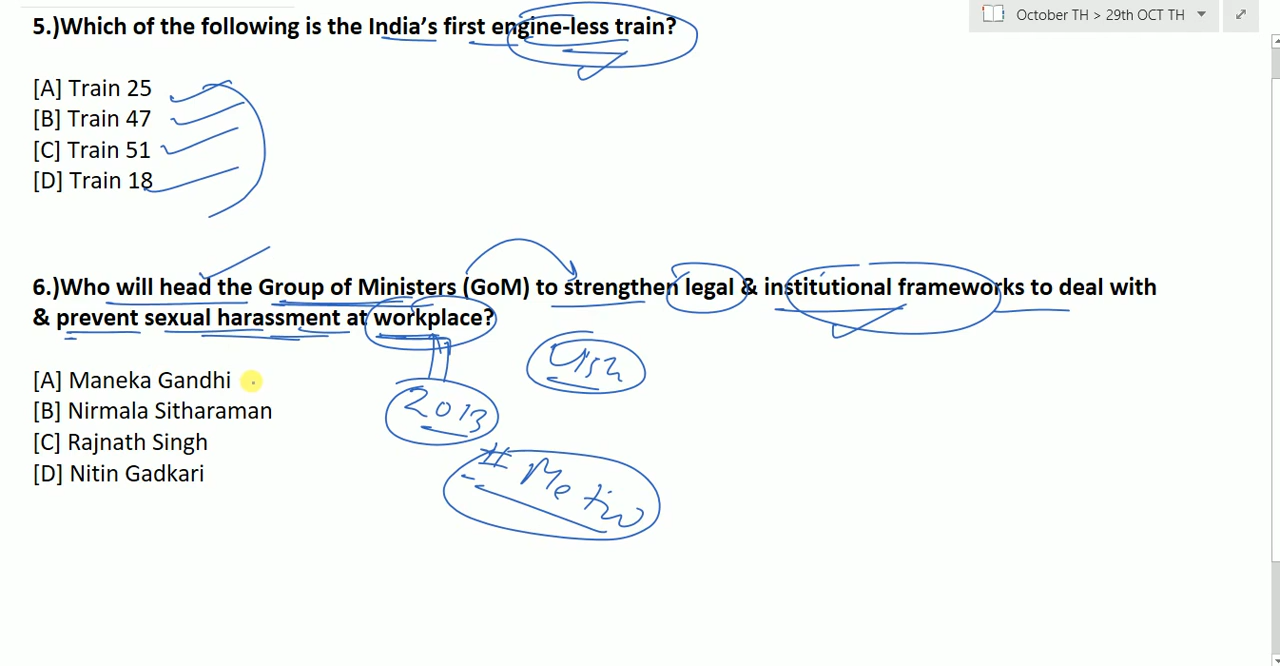 October TH > 29th OCT TH
5.)Which of the following is the India's first engine-less train?
[A] Train 25
[B] Train 47
[C] Train 51
[D] Train 18
6.)Who will head the Group of Ministers (GoM) to strengthen legal & institutional frameworks to deal with
& prevent sexual harassment at workplace?
[A] Maneka Gandhi
[B] Nirmala Sitharaman
[C] Rajnath Singh
[D] Nitin Gadkari
2013